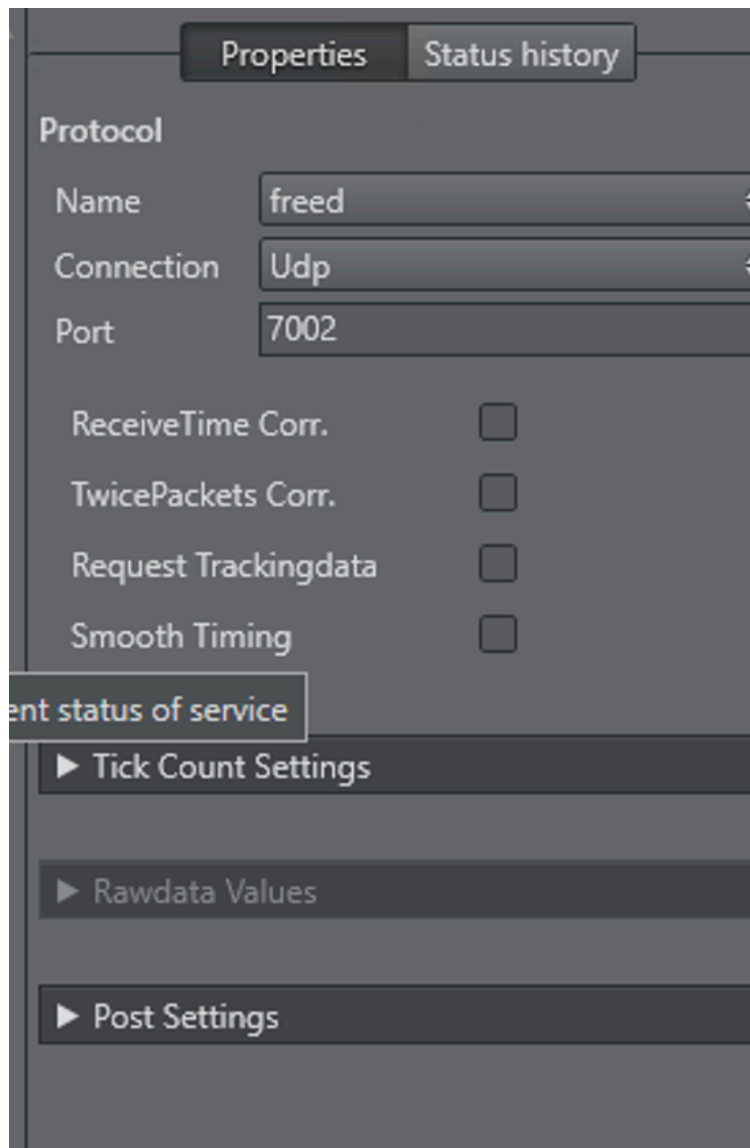 Properties Status history
Protocol
Name freed
Connection Udp
Port 7002
ReceiveTime Corr.
TwicePackets Corr.
Request Trackingdata
Smooth Timing
status of service
Tick Count Settings
Rawdata Values
Post Settings